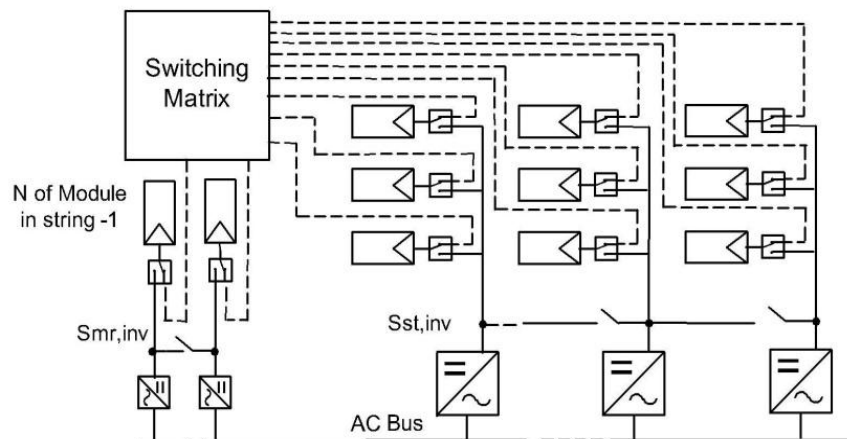 Switching
Matrix
N of Module
in string -1
Smr,inv
Sst,inv
AC Bus